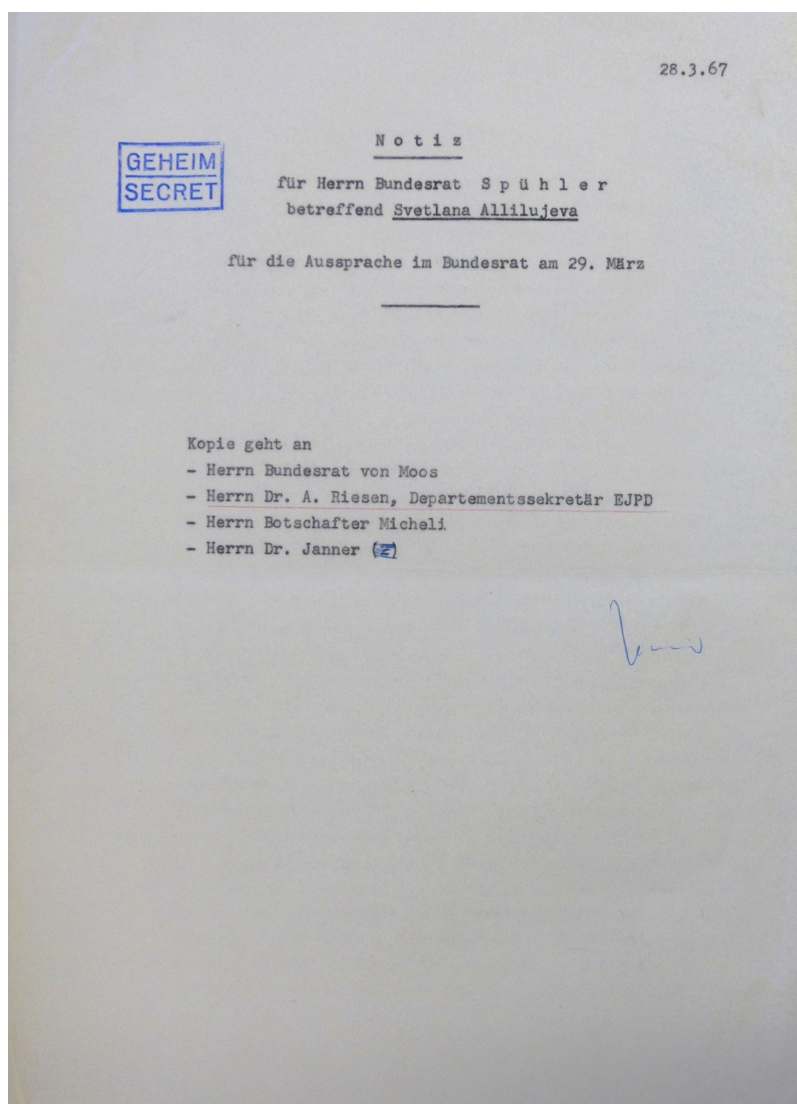 28.3.67
N o t i z
GEHEIM
SECRET
für Herrn Bundesrat S p ü h l e r
betreffend Svetlana Allilujeva
für die Aussprache im Bundesrat am 29. März
Kopie geht an
- Herrn Bundesrat von Moos
- Herrn Dr. A. Riesen, Departementssekretär EJPD
- Herrn Botschafter Micheli
- Herrn Dr. Janner (2)